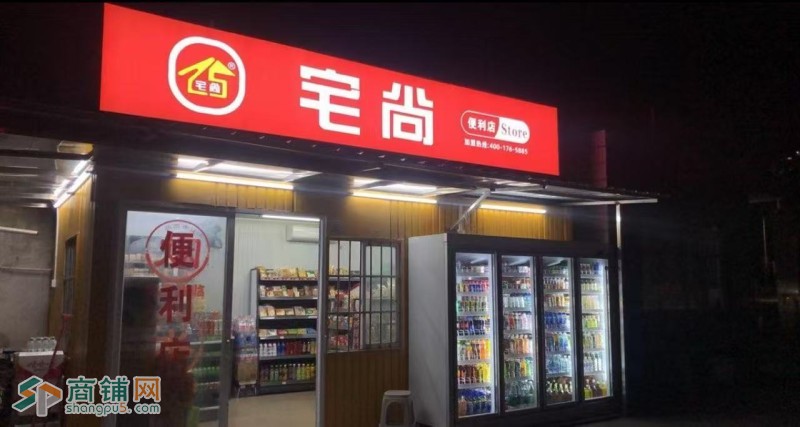 宅尚
®
宅尚
便利店 Store
加盟热线:400-176-5885
便利店
商铺网
shangpu5.com